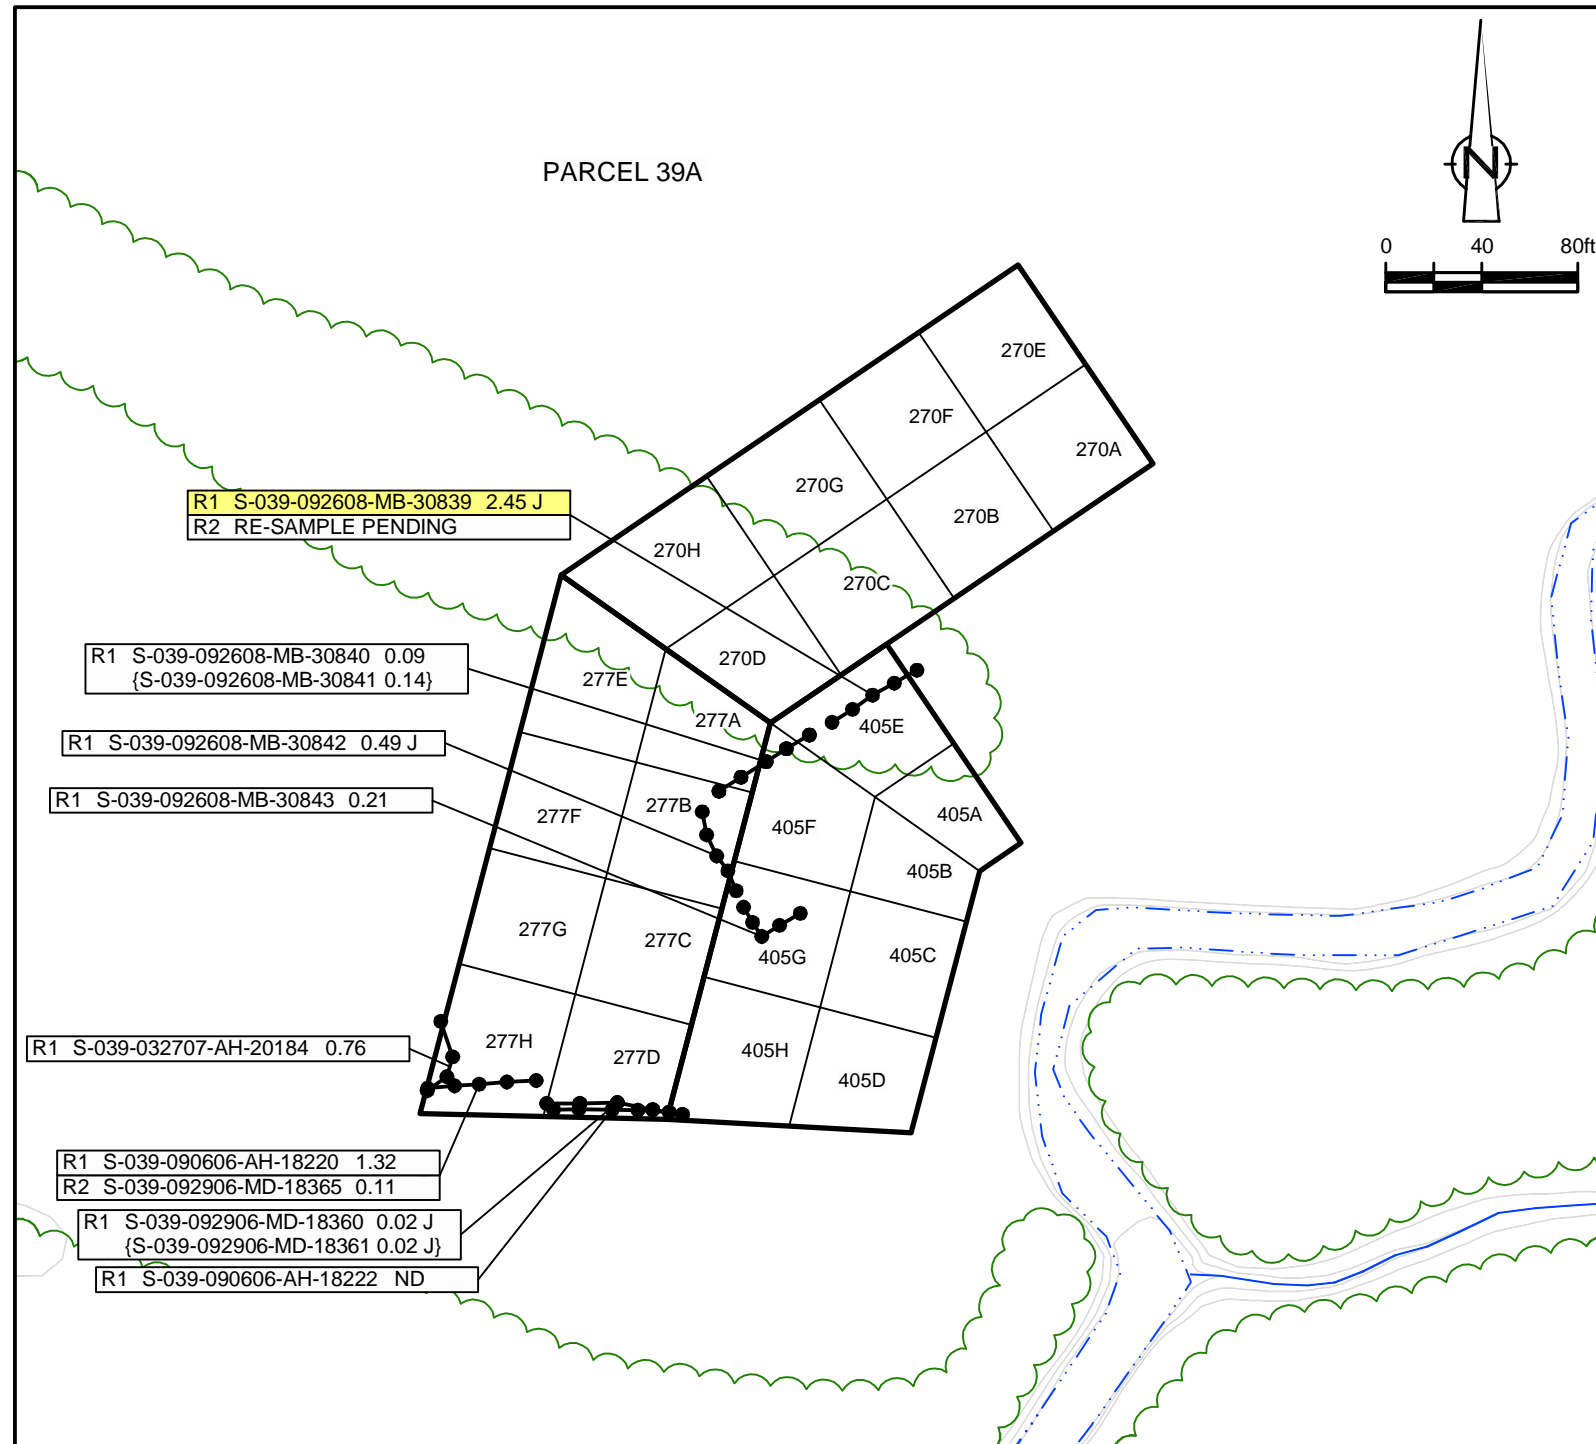 PARCEL 39A
N
0 40 80ft
270E
270F
270A
270G
270B
R1 S-039-092608-MB-30839 2.45 J
R2 RE-SAMPLE PENDING
270H
270C
R1 S-039-092608-MB-30840 0.09
{S-039-092608-MB-30841 0.14}
270D
277E
277A
405E
R1 S-039-092608-MB-30842 0.49 J
R1 S-039-092608-MB-30843 0.21
277B
277F
405F
405A
405B
277G
277C
405G
405C
R1 S-039-032707-AH-20184 0.76
277H
277D
405H
405D
R1 S-039-090606-AH-18220 1.32
R2 S-039-092906-MD-18365 0.11
R1 S-039-092906-MD-18360 0.02 J
{S-039-092906-MD-18361 0.02 J}
R1 S-039-090606-AH-18222 ND